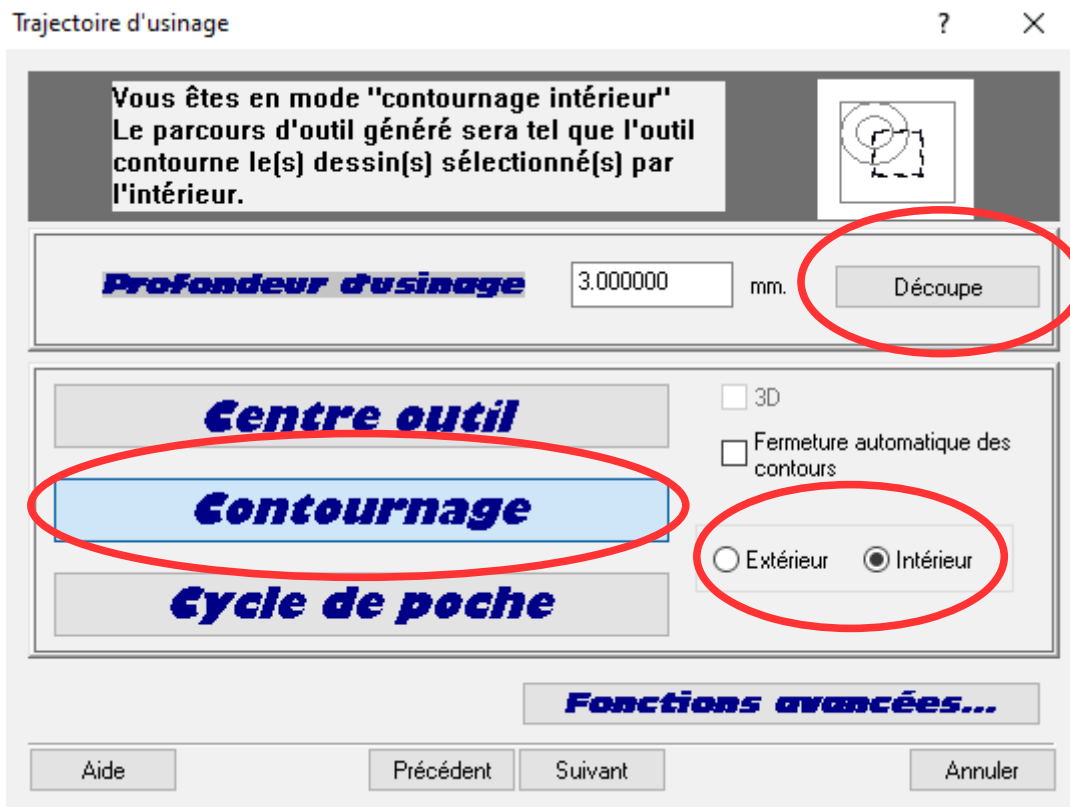 Trajectoire d'usinage ? ×
Vous êtes en mode "contournage intérieur"
Le parcours d'outil généré sera tel que l'outil
contourne le(s) dessin(s) sélectionné(s) par
l'intérieur.
Profondeur d'usinage 3.000000 mm. Découpe
Centre outil
3D
Fermeture automatique des
contours
Contournage
Extérieur Intérieur
Cycle de poche
Fonctions avancées...
Aide Précédent Suivant Annuler